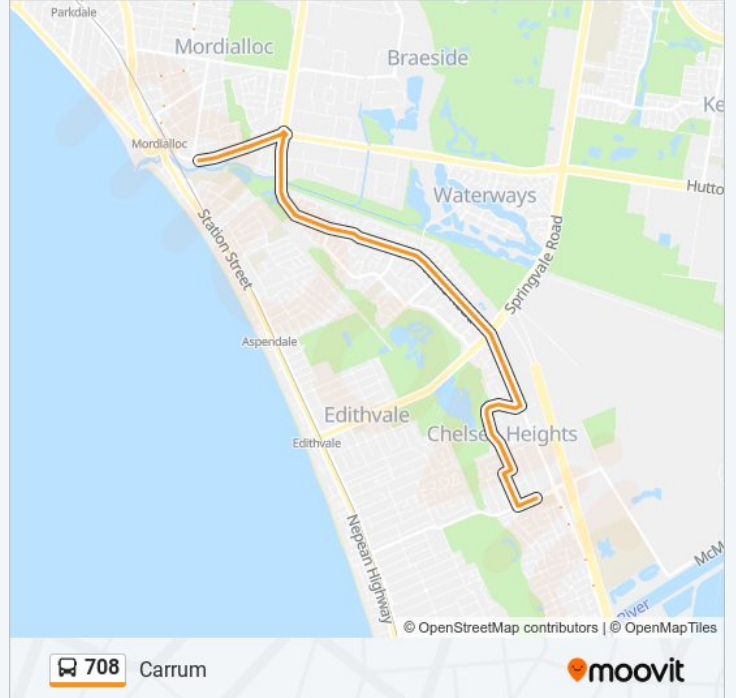 Parkdale
Mordialloc
Braeside
Ke
Mordialloc
Waterways
Hutto
Station Street
Springvale Road
Aspendale
Edithvale
Chelse Heights
Edithvale
Nepean Highway
McM
River
© OpenStreetMap contributors | © OpenMapTiles
708 Carrum
moovit